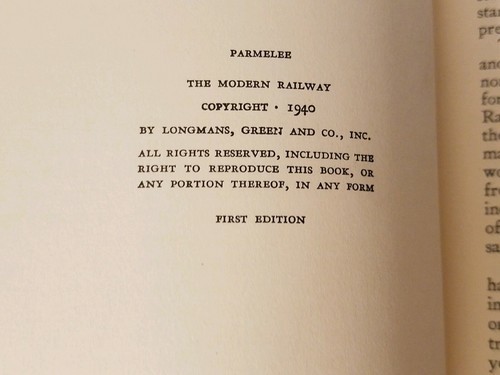 PARMELEE
THE MODERN RAILWAY
COPYRIGHT · 1940
BY LONGMANS, GREEN AND CO., INC.
ALL RIGHTS RESERVED, INCLUDING THE
RIGHT TO REPRODUCE THIS BOOK, OR
ANY PORTION THEREOF, IN ANY FORM
FIRST EDITION